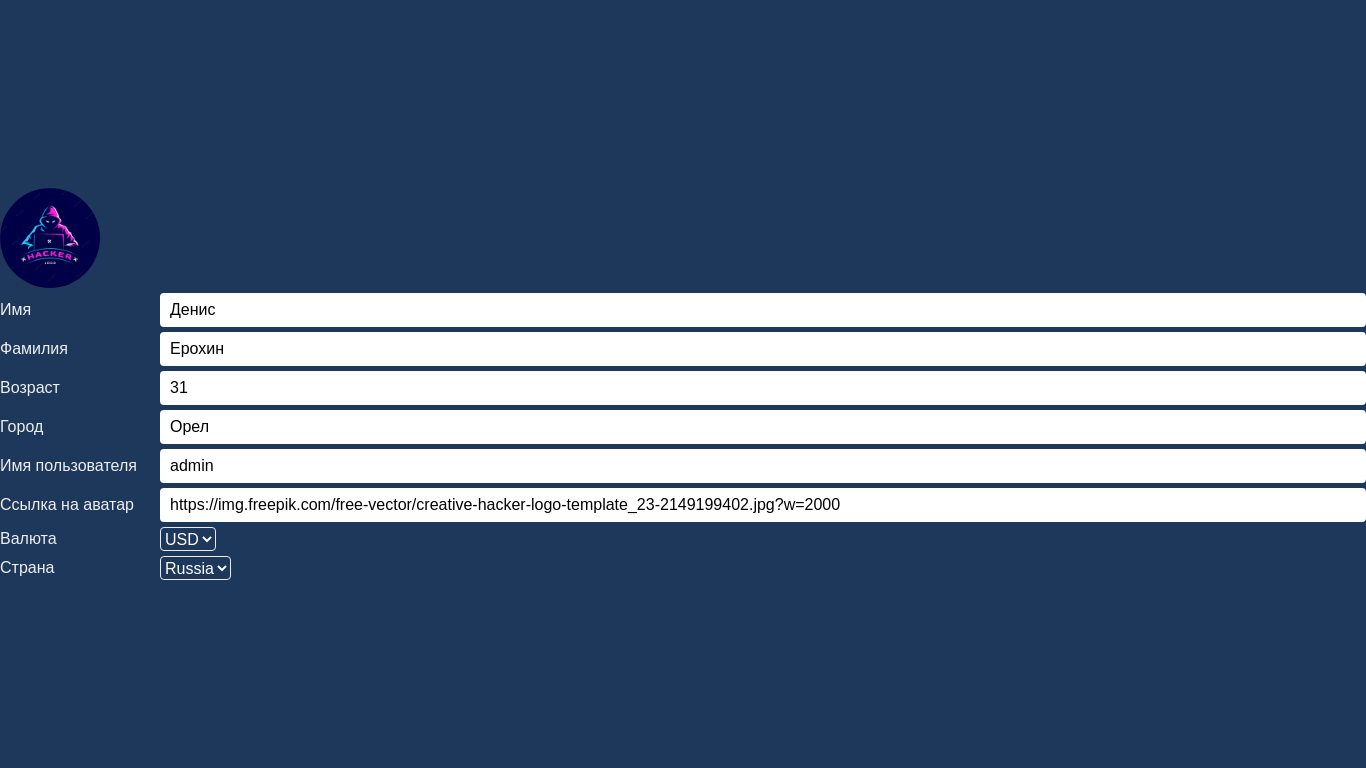 HACKER
Имя Денис
Фамилия Ерохин
Возраст 31
Город Орел
Имя пользователя admin
Ссылка на аватар https://img.freepik.com/free-vector/creative-hacker-logo-template_23-2149199402.jpg?w=2000
Валюта USD
Страна Russia